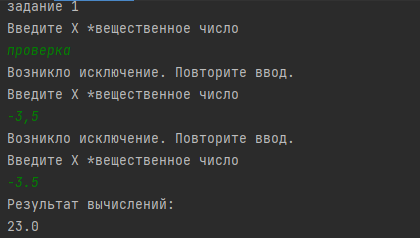 задание 1
Введите X *вещественное число
проверка
Возникло исключение. Повторите ввод.
Введите X *вещественное число
-3,5
Возникло исключение. Повторите ввод.
Введите X *вещественное число
-3.5
Результат вычислений:
23.0